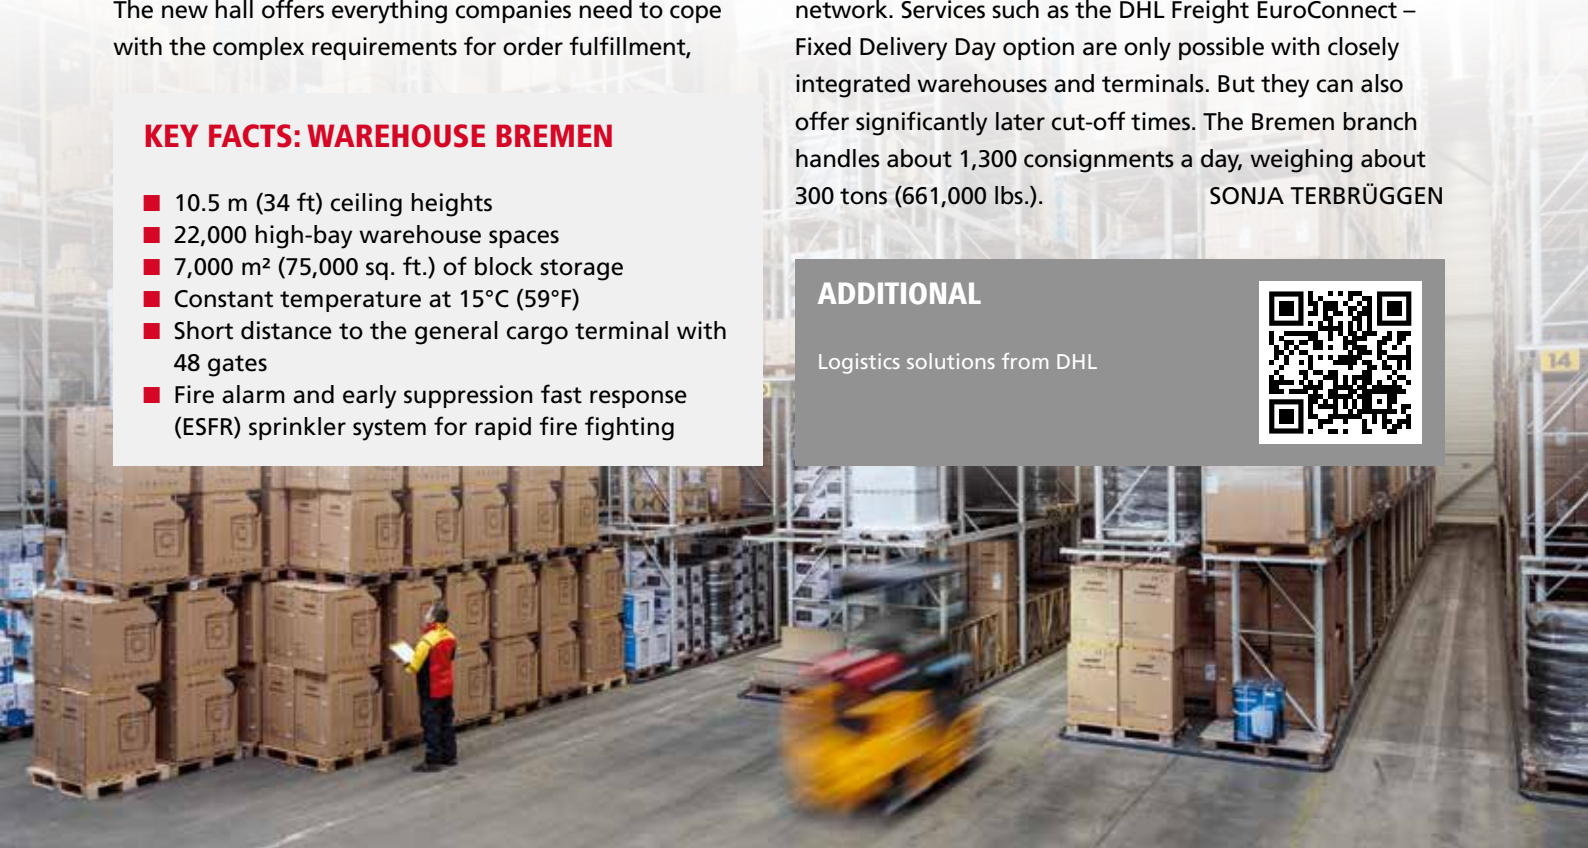 The new hall offers everything companies need to cope
with the complex requirements for order fulfillment,
KEY FACTS: WAREHOUSE BREMEN
■ 10.5 m (34 ft) ceiling heights
■ 22,000 high-bay warehouse spaces
■ 7,000 m² (75,000 sq. ft.) of block storage
■ Constant temperature at 15°C (59°F)
■ Short distance to the general cargo terminal with
48 gates
■ Fire alarm and early suppression fast response
(ESFR) sprinkler system for rapid fire fighting
network. Services such as the DHL Freight EuroConnect –
Fixed Delivery Day option are only possible with closely
integrated warehouses and terminals. But they can also
offer significantly later cut-off times. The Bremen branch
handles about 1,300 consignments a day, weighing about
300 tons (661,000 lbs.). SONJA TERBRÜGGEN
ADDITIONAL
Logistics solutions from DHL
14